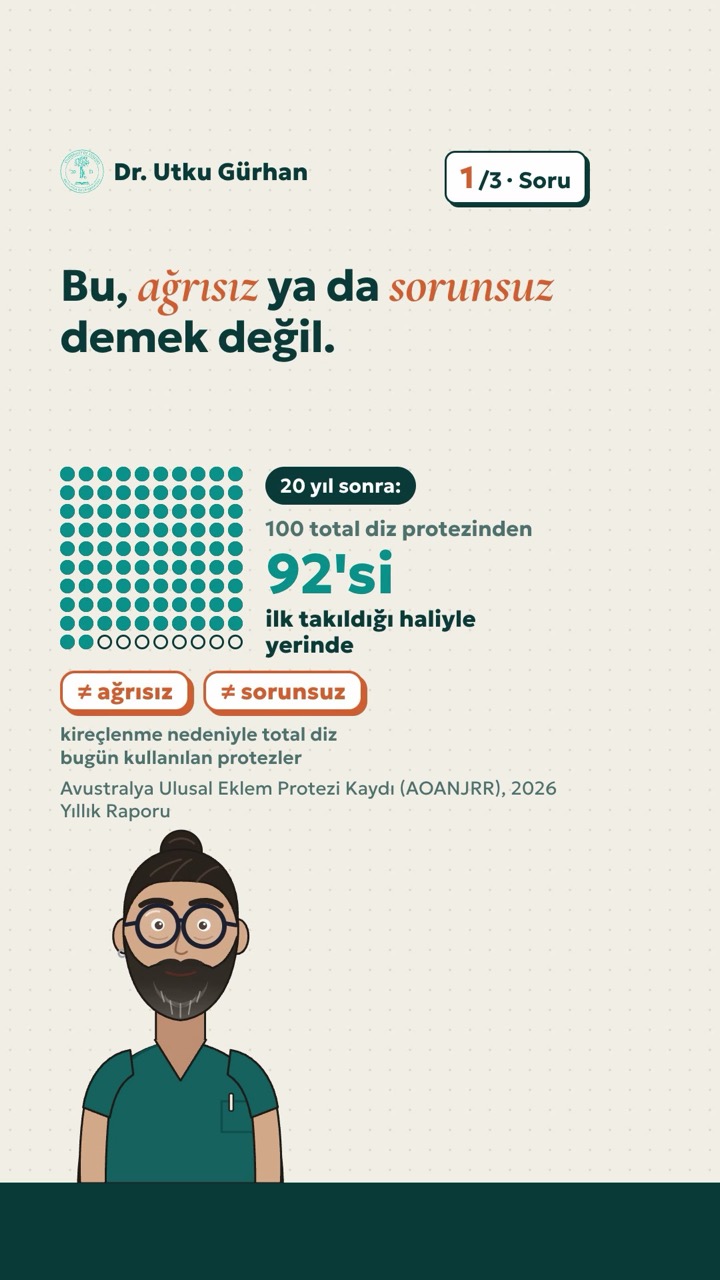 Dr. Utku Gürhan
1/3 · Soru
Bu, ağrısız ya da sorunsuz
demek değil.
20 yıl sonra:
100 total diz protezinden
92'si
ilk takıldığı haliyle
yerinde
≠ ağrısız
≠ sorunsuz
kireçlenme nedeniyle total diz
bugün kullanılan protezler
Avustralya Ulusal Eklem Protezi Kaydı (AOANJRR), 2026
Yıllık Raporu